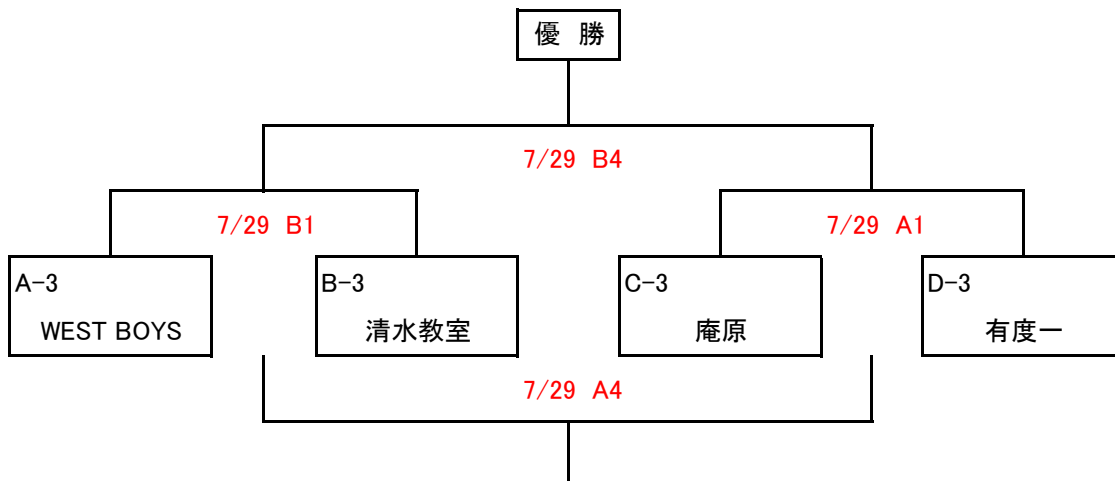 優 勝
7/29 B4
7/29 B1
7/29 A1
A-3
WEST BOYS
B-3
清水教室
C-3
庵原
D-3
有度一
7/29 A4